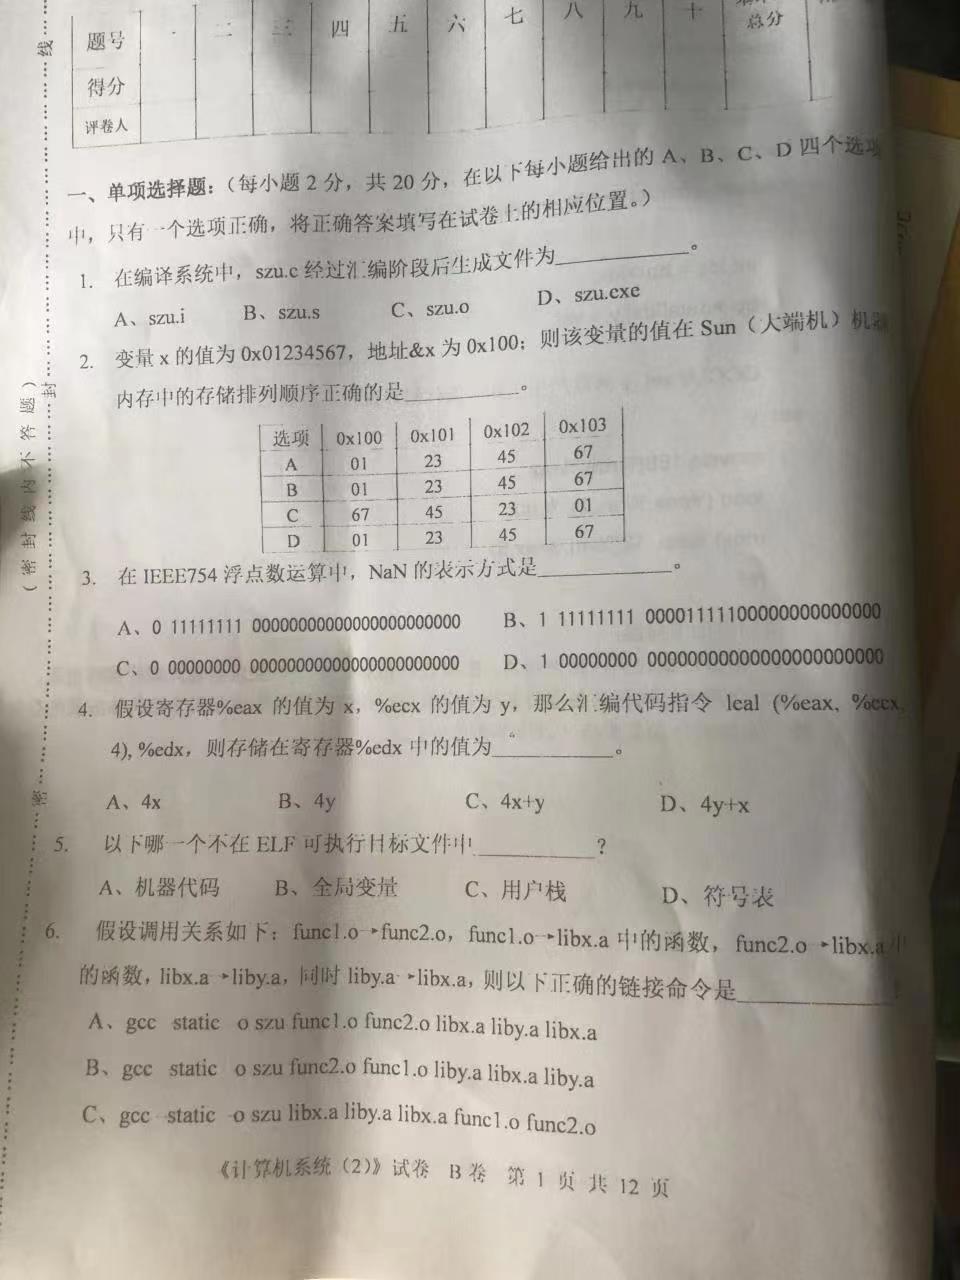 题号 一 二 三 四 五 六 七 八 九 十 总分
得分
评卷人
一、单项选择题:(每小题 2 分,共 20 分,在以下每小题给出的 A、B、C、D 四个选项
中,只有一个选项正确,将正确答案填写在试卷上的相应位置。)
1. 在编译系统中,szu.c 经过汇编阶段后生成文件为__________。
A、szu.i B、szu.s C、szu.o D、szu.exe
2. 变量 x 的值为 0x01234567,地址&x 为 0x100;则该变量的值在 Sun(大端机)机器
内存中的存储排列顺序正确的是__________。
选项 0x100 0x101 0x102 0x103
A 01 23 45 67
B 01 23 45 67
C 67 45 23 01
D 01 23 45 67
3. 在 IEEE754 浮点数运算中,NaN 的表示方式是__________。
A、0 11111111 00000000000000000000000 B、1 11111111 00001111100000000000000
C、0 00000000 00000000000000000000000 D、1 00000000 00000000000000000000000
4. 假设寄存器%eax 的值为 x,%ecx 的值为 y,那么汇编代码指令 leal (%eax, %ecx,
4), %edx,则存储在寄存器%edx 中的值为__________。
A、4x B、4y C、4x+y D、4y+x
5. 以下哪一个不在 ELF 可执行目标文件中__________?
A、机器代码 B、全局变量 C、用户栈 D、符号表
6. 假设调用关系如下:func1.o→func2.o,func1.o→libx.a 中的函数,func2.o→libx.a 中
的函数,libx.a→liby.a,同时 liby.a→libx.a,则以下正确的链接命令是__________
A、gcc static o szu func1.o func2.o libx.a liby.a libx.a
B、gcc static o szu func2.o func1.o liby.a libx.a liby.a
C、gcc -static -o szu libx.a liby.a libx.a func1.o func2.o
《计算机系统(2)》试卷 B 卷 第 1 页 共 12 页
(密封线内不答题)
密 封 线